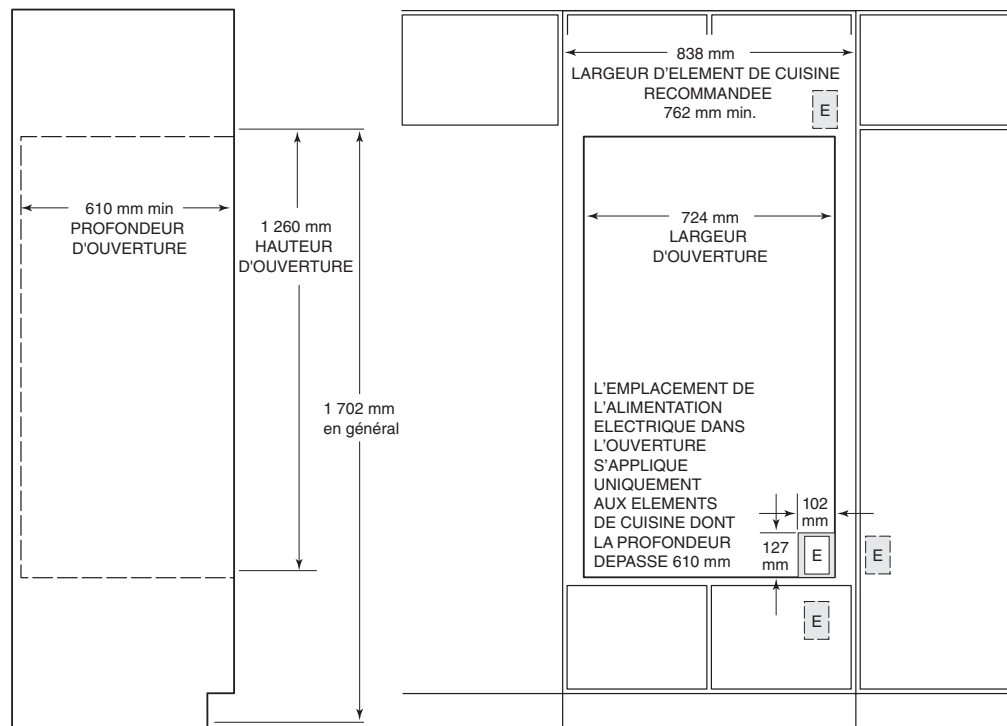 610 mm min
PROFONDEUR
D'OUVERTURE
1 260 mm
HAUTEUR
D'OUVERTURE
1 702 mm
en général
838 mm
LARGEUR D'ELEMENT DE CUISINE
RECOMMANDEE
762 mm min.
E
724 mm
LARGEUR
D'OUVERTURE
L'EMPLACEMENT DE
L'ALIMENTATION
ELECTRIQUE DANS
L'OUVERTURE
S'APPLIQUE
UNIQUEMENT
AUX ELEMENTS
DE CUISINE DONT
LA PROFONDEUR
DEPASSE 610 mm
102
mm
127
mm
E
E
E